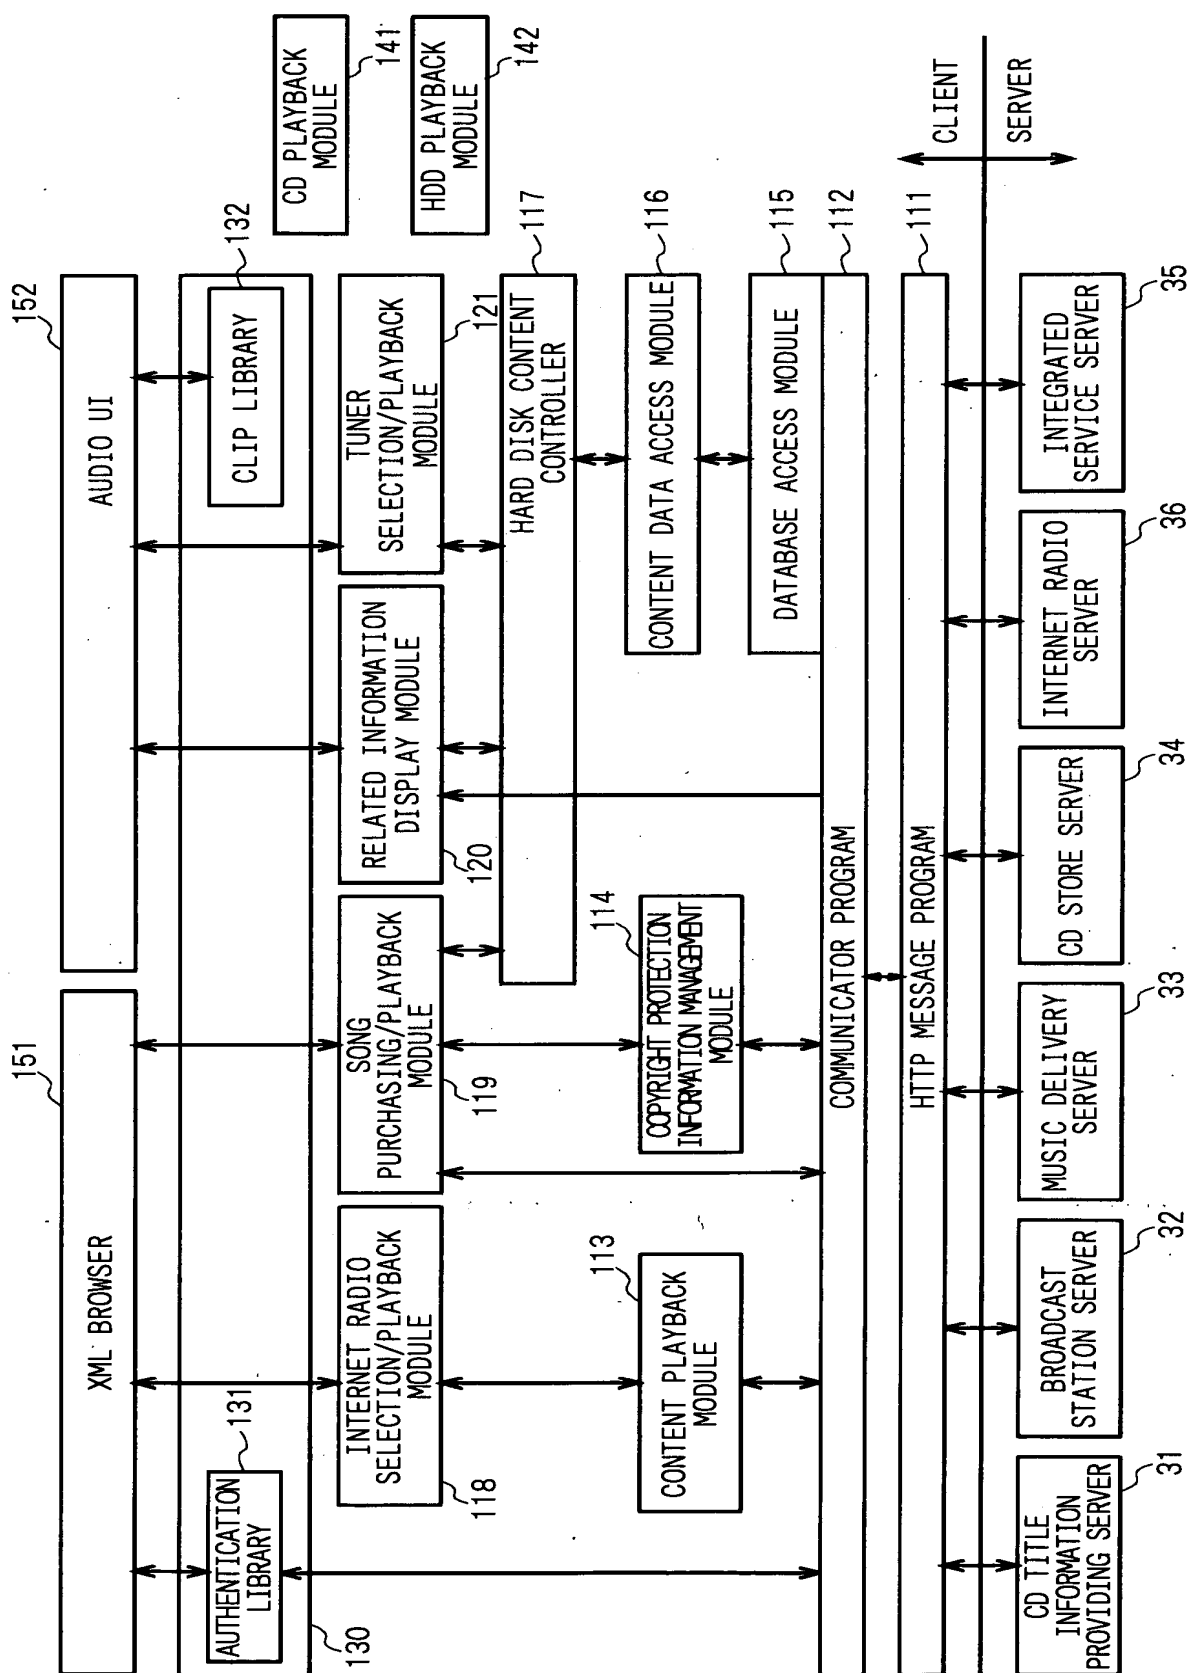 151
152
XML BROWSER
AUDIO UI
131
132
AUTHENTICATION
LIBRARY
CLIP LIBRARY
130
CD PLAYBACK
MODULE
141
HDD PLAYBACK
MODULE
142
INTERNET RADIO
SELECTION/PLAYBACK
MODULE
118
SONG
PURCHASING/PLAYBACK
MODULE
119
RELATED INFORMATION
DISPLAY MODULE
120
TUNER
SELECTION/PLAYBACK
MODULE
121
HARD DISK CONTENT
CONTROLLER
117
113
CONTENT PLAYBACK
MODULE
114
COPYRIGHT PROTECTION
INFORMATION MANAGEMENT
MODULE
CONTENT DATA ACCESS MODULE
116
DATABASE ACCESS MODULE
115
COMMUNICATOR PROGRAM
112
HTTP MESSAGE PROGRAM
111
CLIENT
SERVER
CD TITLE
INFORMATION
PROVIDING SERVER
31
BROADCAST
STATION SERVER
32
MUSIC DELIVERY
SERVER
33
CD STORE SERVER
34
INTERNET RADIO
SERVER
36
INTEGRATED
SERVICE SERVER
35